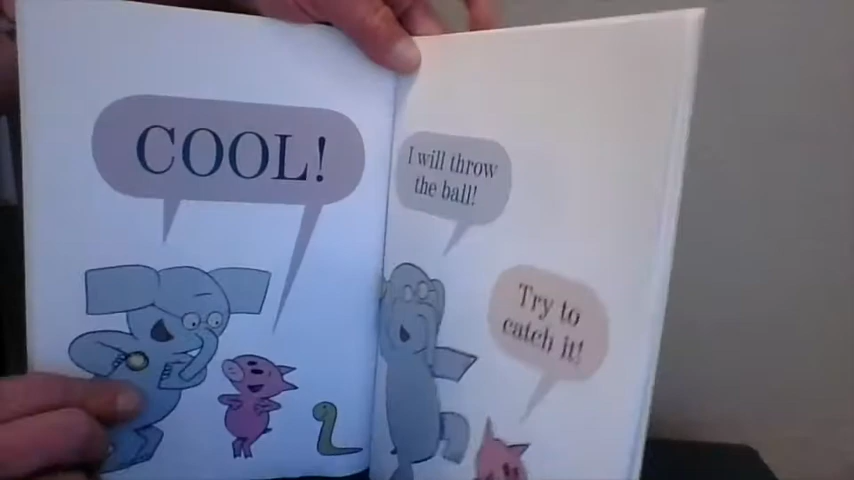 COOL!
I will throw
the ball!
Try to
catch it!